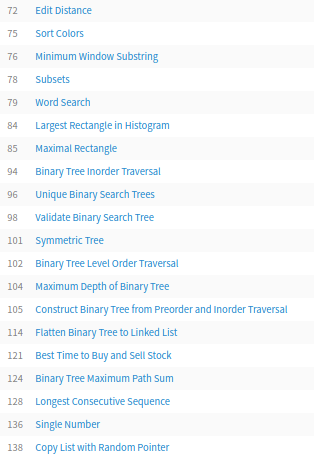 72 Edit Distance
75 Sort Colors
76 Minimum Window Substring
78 Subsets
79 Word Search
84 Largest Rectangle in Histogram
85 Maximal Rectangle
94 Binary Tree Inorder Traversal
96 Unique Binary Search Trees
98 Validate Binary Search Tree
101 Symmetric Tree
102 Binary Tree Level Order Traversal
104 Maximum Depth of Binary Tree
105 Construct Binary Tree from Preorder and Inorder Traversal
114 Flatten Binary Tree to Linked List
121 Best Time to Buy and Sell Stock
124 Binary Tree Maximum Path Sum
128 Longest Consecutive Sequence
136 Single Number
138 Copy List with Random Pointer